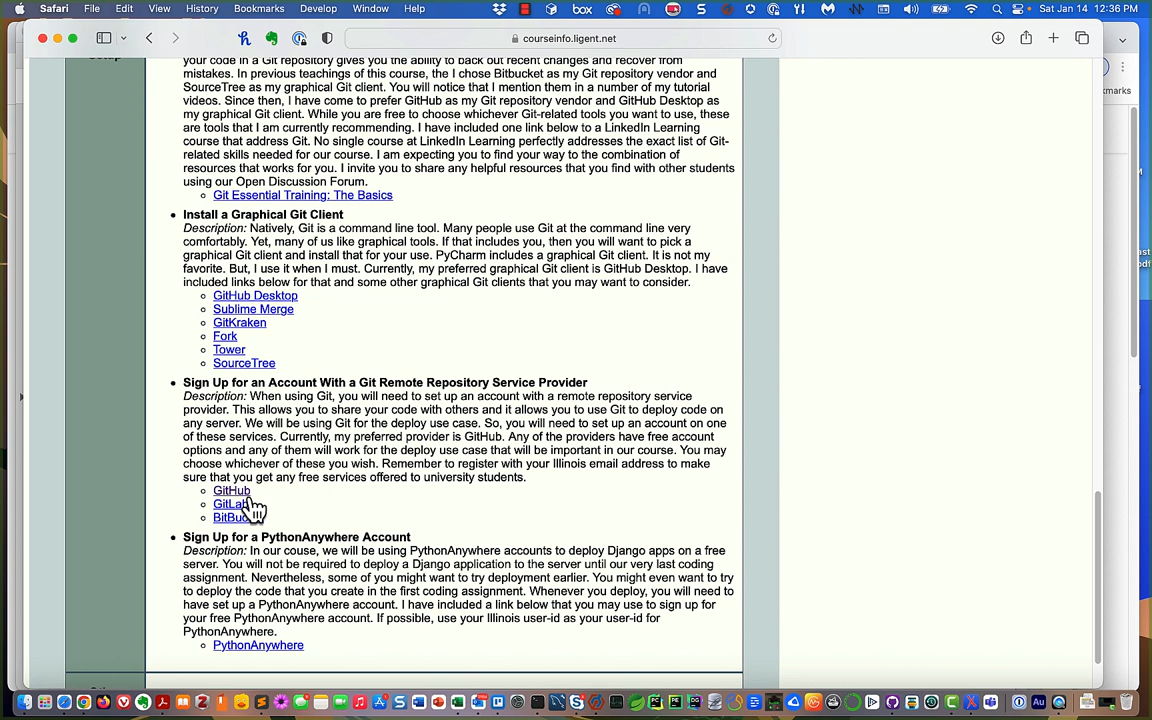 Safari File Edit View History Bookmarks Develop Window Help box Sat Jan 14 12:36 PM
courseinfo.ligent.net
kmarks
Setup
your code in a Git repository gives you the ability to back out recent changes and recover from
mistakes. In previous teachings of this course, the I chose Bitbucket as my Git repository vendor and
SourceTree as my graphical Git client. You will notice that I mention them in a number of my tutorial
videos. Since then, I have come to prefer GitHub as my Git repository vendor and GitHub Desktop as
my graphical Git client. While you are free to choose whichever Git-related tools you want to use, these
are tools that I am currently recommending. I have included one link below to a LinkedIn Learning
course that address Git. No single course at LinkedIn Learning perfectly addresses the exact list of Git-
related skills needed for our course. I am expecting you to find your way to the combination of
resources that works for you. I invite you to share any helpful resources that you find with other students
using our Open Discussion Forum.
Git Essential Training: The Basics
Install a Graphical Git Client
Description: Natively, Git is a command line tool. Many people use Git at the command line very
comfortably. Yet, many of us like graphical tools. If that includes you, then you will want to pick a
graphical Git client and install that for your use. PyCharm includes a graphical Git client. It is not my
favorite. But, I use it when I must. Currently, my preferred graphical Git client is GitHub Desktop. I have
included links below for that and some other graphical Git clients that you may want to consider.
GitHub Desktop
Sublime Merge
GitKraken
Fork
Tower
SourceTree
Sign Up for an Account With a Git Remote Repository Service Provider
Description: When using Git, you will need to set up an account with a remote repository service
provider. This allows you to share your code with others and it allows you to use Git to deploy code on
any server. We will be using Git for the deploy use case. So, you will need to set up an account on one
of these services. Currently, my preferred provider is GitHub. Any of the providers have free account
options and any of them will work for the deploy use case that will be important in our course. You may
choose whichever of these you wish. Remember to register with your Illinois email address to make
sure that you get any free services offered to university students.
GitHub
GitLab
BitBuc
Sign Up for a PythonAnywhere Account
Description: In our couse, we will be using PythonAnywhere accounts to deploy Django apps on a free
server. You will not be required to deploy a Django application to the server until our very last coding
assignment. Nevertheless, some of you might want to try deployment earlier. You might even want to try
to deploy the code that you create in the first coding assignment. Whenever you deploy, you will need to
have set up a PythonAnywhere account. I have included a link below that you may use to sign up for
your free PythonAnywhere account. If possible, use your Illinois user-id as your user-id for
PythonAnywhere.
PythonAnywhere